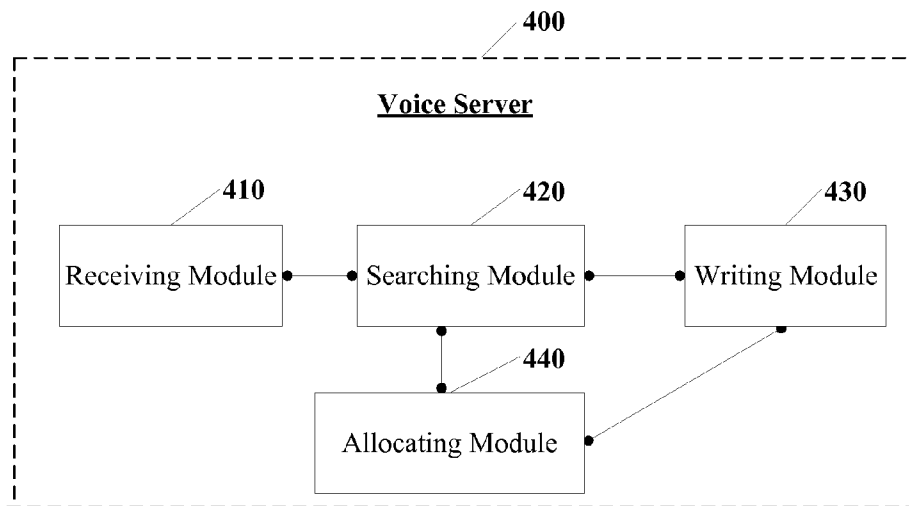 400
Voice Server
410
420
430
Receiving Module
Searching Module
Writing Module
440
Allocating Module